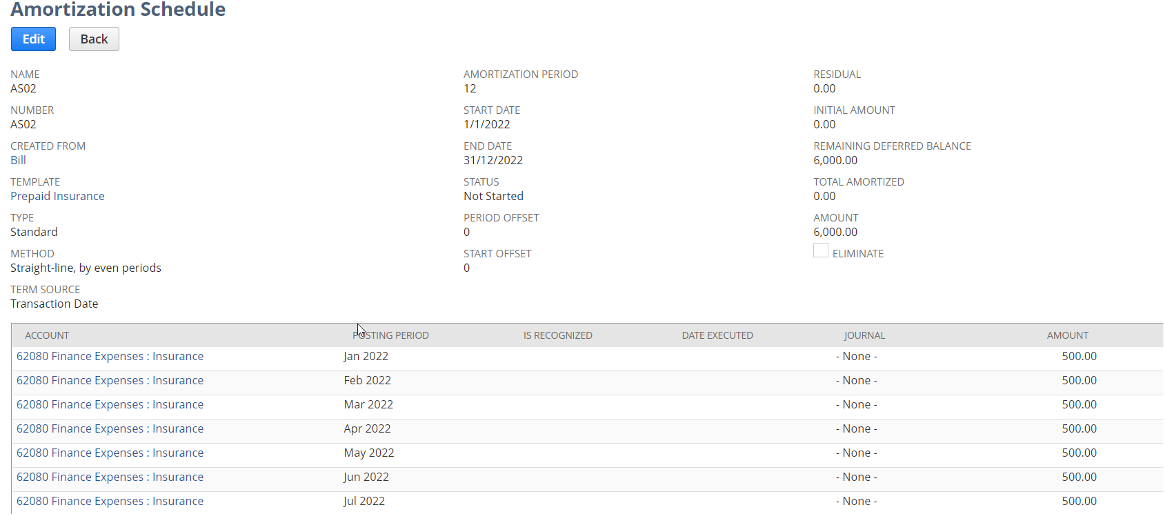 Amortization Schedule
Edit Back
NAME
AS02
NUMBER
AS02
CREATED FROM
Bill
TEMPLATE
Prepaid Insurance
TYPE
Standard
METHOD
Straight-line, by even periods
TERM SOURCE
Transaction Date
AMORTIZATION PERIOD
12
START DATE
1/1/2022
END DATE
31/12/2022
STATUS
Not Started
PERIOD OFFSET
0
START OFFSET
0
RESIDUAL
0.00
INITIAL AMOUNT
0.00
REMAINING DEFERRED BALANCE
6,000.00
TOTAL AMORTIZED
0.00
AMOUNT
6,000.00
ELIMINATE
ACCOUNT POSTING PERIOD IS RECOGNIZED DATE EXECUTED JOURNAL AMOUNT
62080 Finance Expenses : Insurance Jan 2022 - None - 500.00
62080 Finance Expenses : Insurance Feb 2022 - None - 500.00
62080 Finance Expenses : Insurance Mar 2022 - None - 500.00
62080 Finance Expenses : Insurance Apr 2022 - None - 500.00
62080 Finance Expenses : Insurance May 2022 - None - 500.00
62080 Finance Expenses : Insurance Jun 2022 - None - 500.00
62080 Finance Expenses : Insurance Jul 2022 - None - 500.00